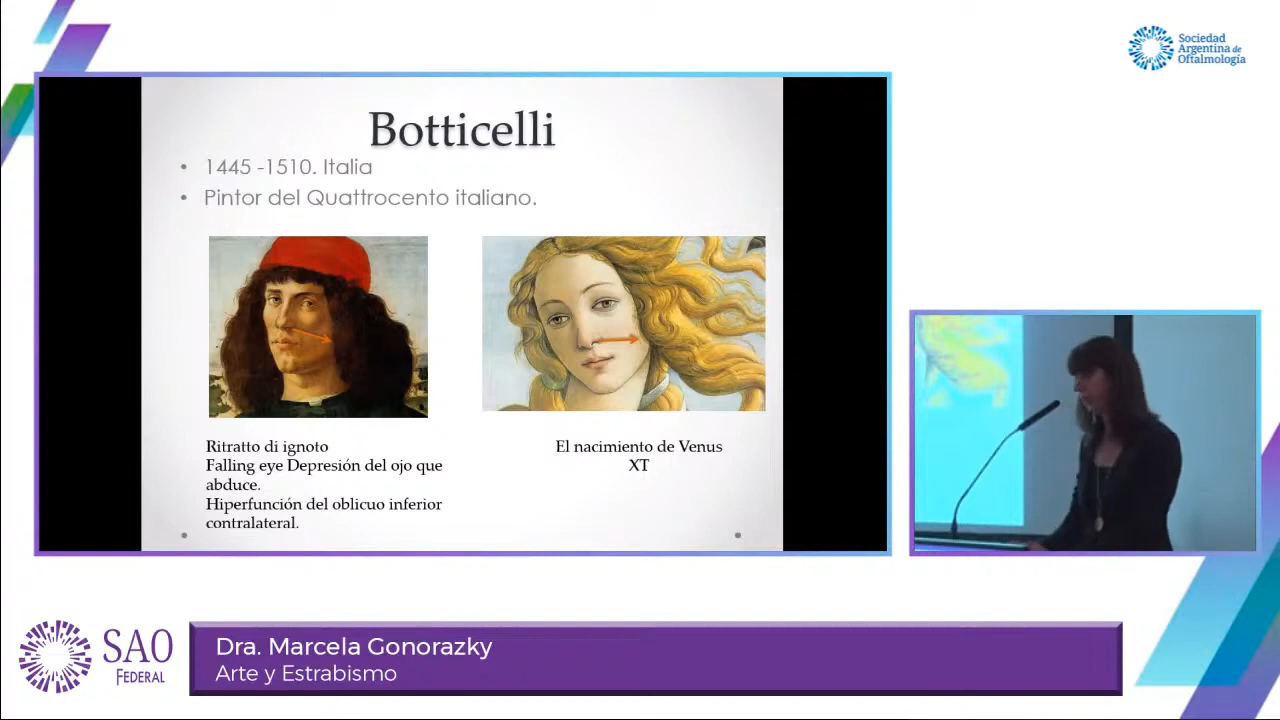 Sociedad
Argentina de
Oftalmología
Botticelli
• 1445 -1510. Italia
• Pintor del Quattrocento italiano.
Ritratto di ignoto
Falling eye Depresión del ojo que
abduce.
Hiperfunción del oblicuo inferior
contralateral.
El nacimiento de Venus
XT
SAO
FEDERAL
Dra. Marcela Gonorazky
Arte y Estrabismo